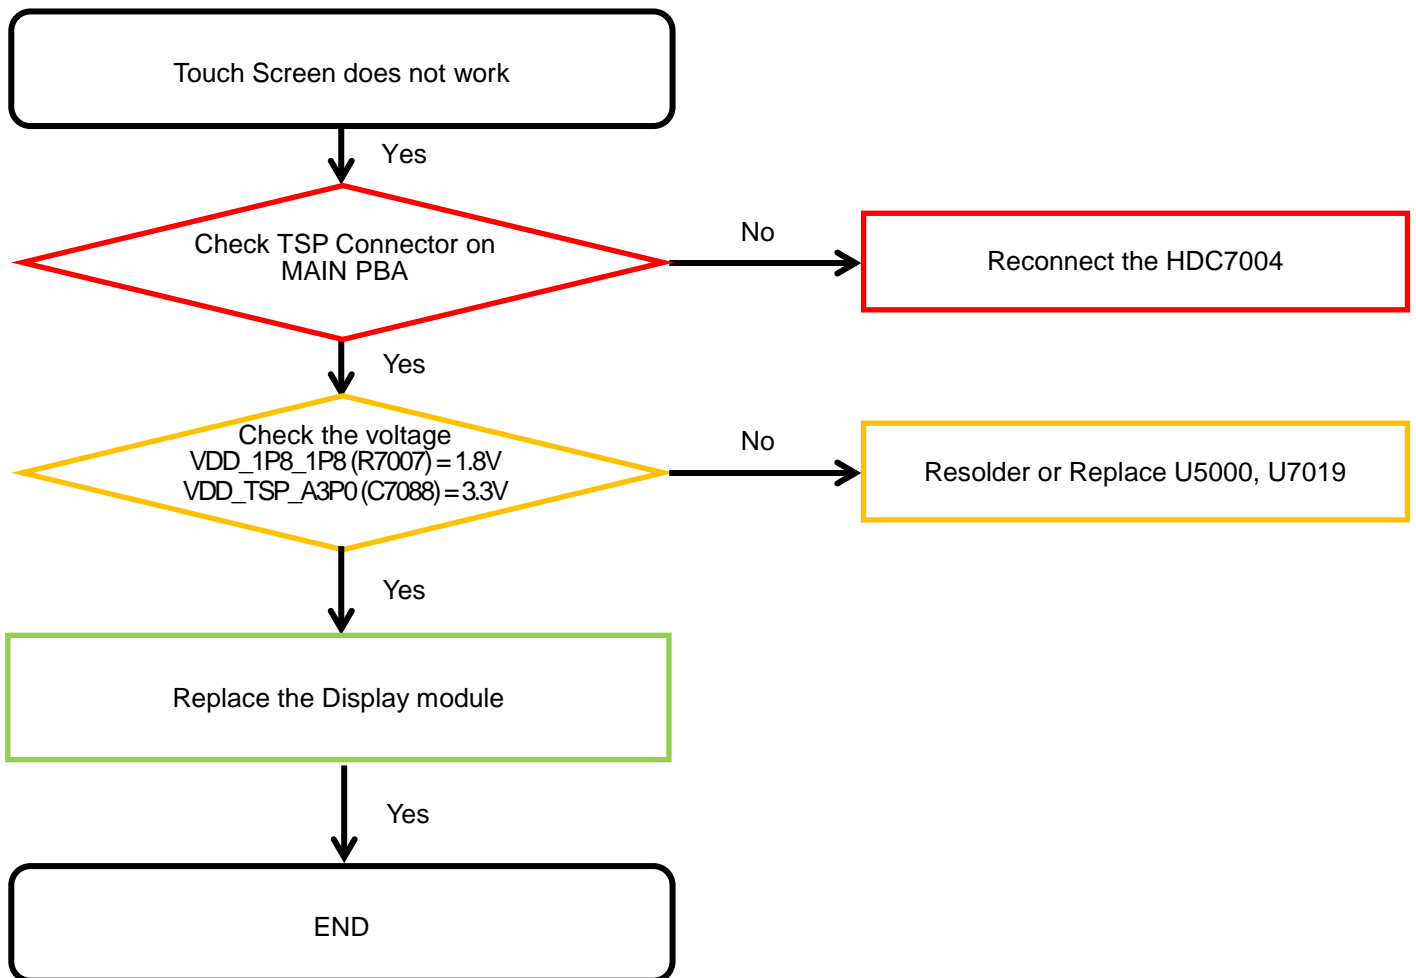 Touch Screen does not work
Yes
Check TSP Connector on
MAIN PBA
No
Reconnect the HDC7004
Yes
Check the voltage
VDD_1P8_1P8 (R7007) = 1.8V
VDD_TSP_A3P0 (C7088) = 3.3V
No
Resolder or Replace U5000, U7019
Yes
Replace the Display module
Yes
END